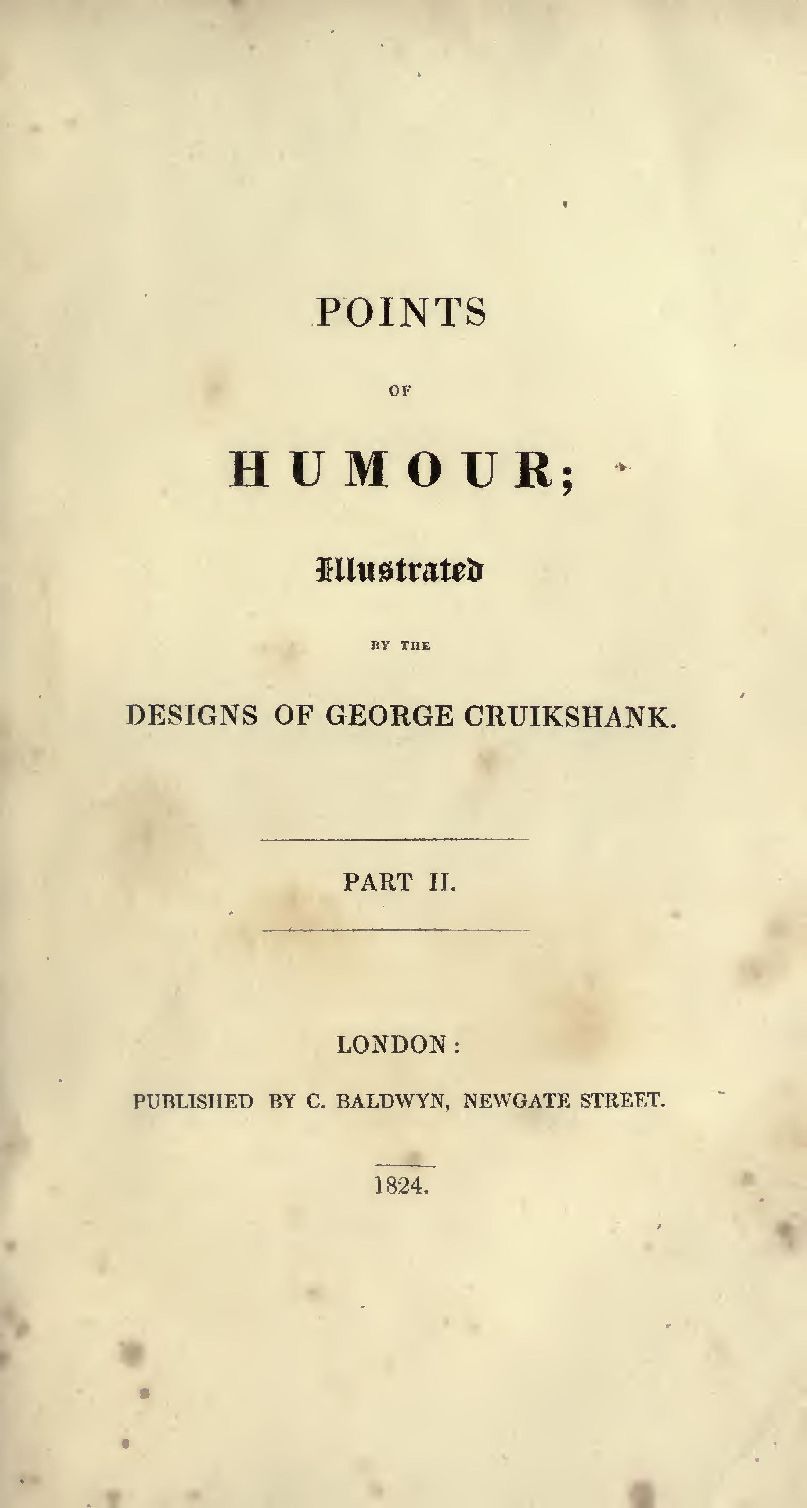 POINTS
OF
HUMOUR;
Illustrated
BY THE
DESIGNS OF GEORGE CRUIKSHANK.
PART II.
LONDON:
PUBLISHED BY C. BALDWYN, NEWGATE STREET.
1824.